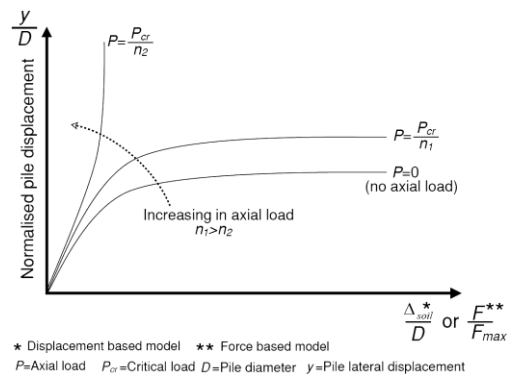 y/D
Normalised pile displacement
P=Pcr/n2
P=Pcr/n1
P=0
(no axial load)
Increasing in axial load
n1>n2
Δsoil*/D or F**/Fmax
* Displacement based model ** Force based model
P=Axial load Pcr=Critical load D=Pile diameter y=Pile lateral displacement